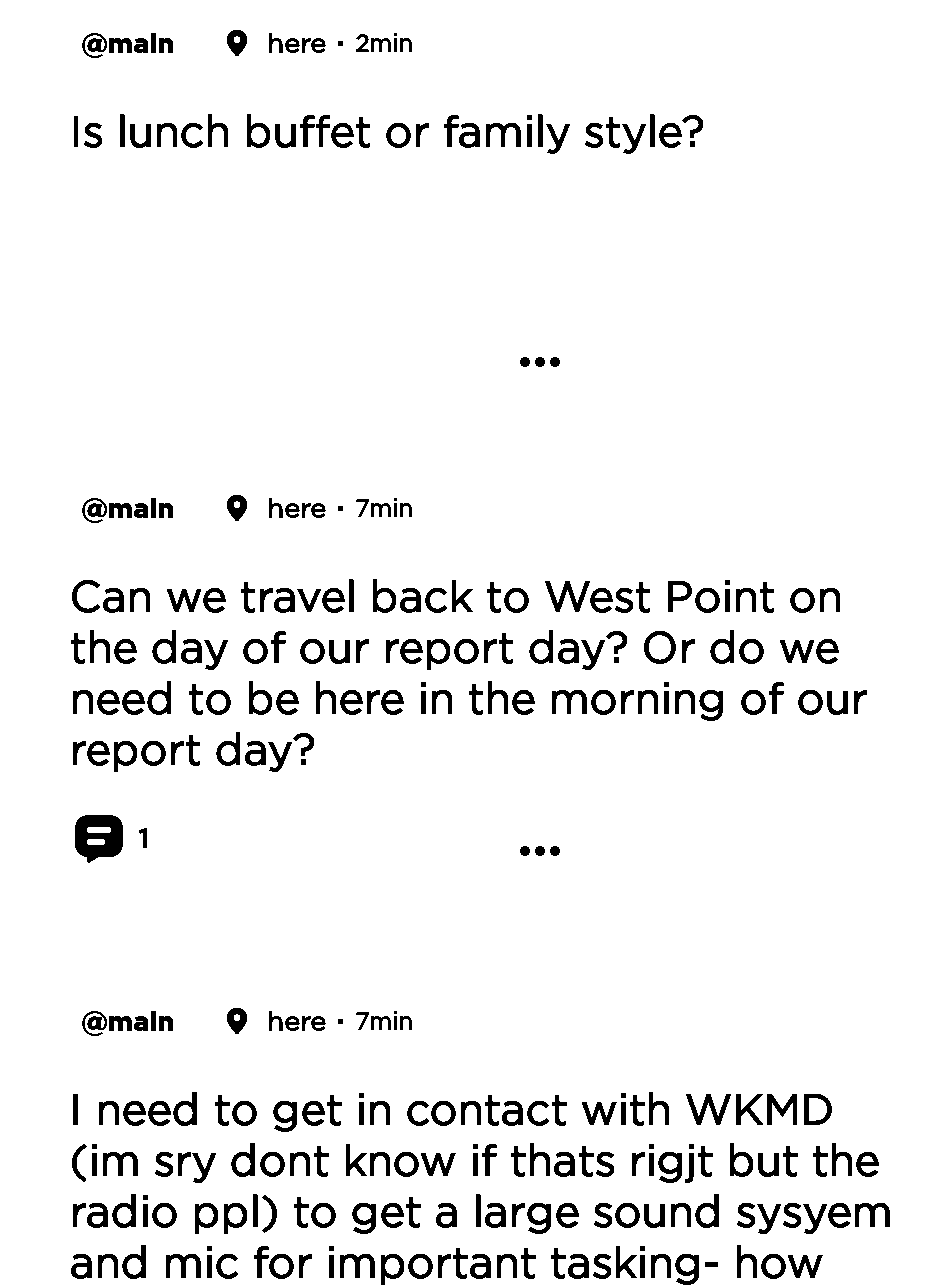 @main here · 2min
Is lunch buffet or family style?
@main here · 7min
Can we travel back to West Point on
the day of our report day? Or do we
need to be here in the morning of our
report day?
1
@main here · 7min
I need to get in contact with WKMD
(im sry dont know if thats rigjt but the
radio ppl) to get a large sound sysyem
and mic for important tasking- how